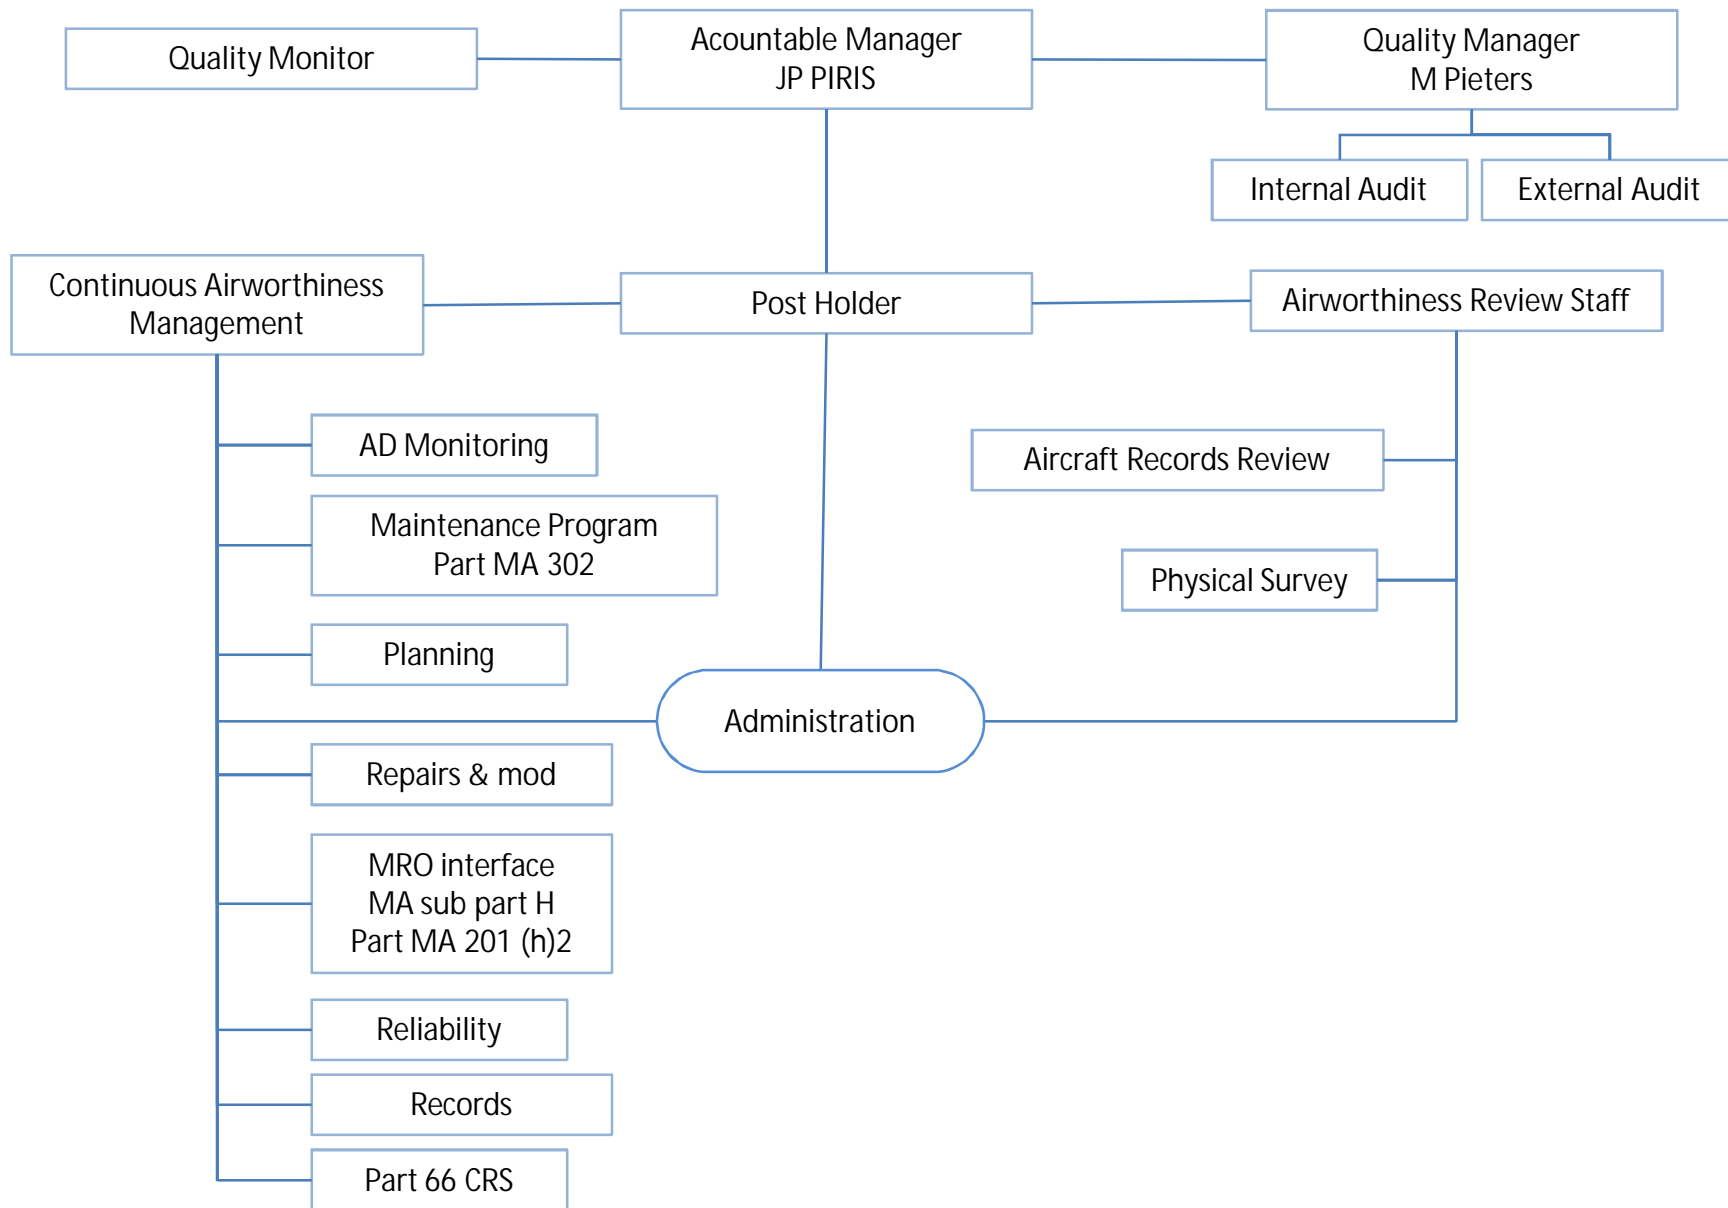 Quality Monitor
Acountable Manager
JP PIRIS
Quality Manager
M Pieters
Internal Audit
External Audit
Continuous Airworthiness
Management
Post Holder
Airworthiness Review Staff
AD Monitoring
Aircraft Records Review
Maintenance Program
Part MA 302
Physical Survey
Planning
Administration
Repairs & mod
MRO interface
MA sub part H
Part MA 201 (h)2
Reliability
Records
Part 66 CRS